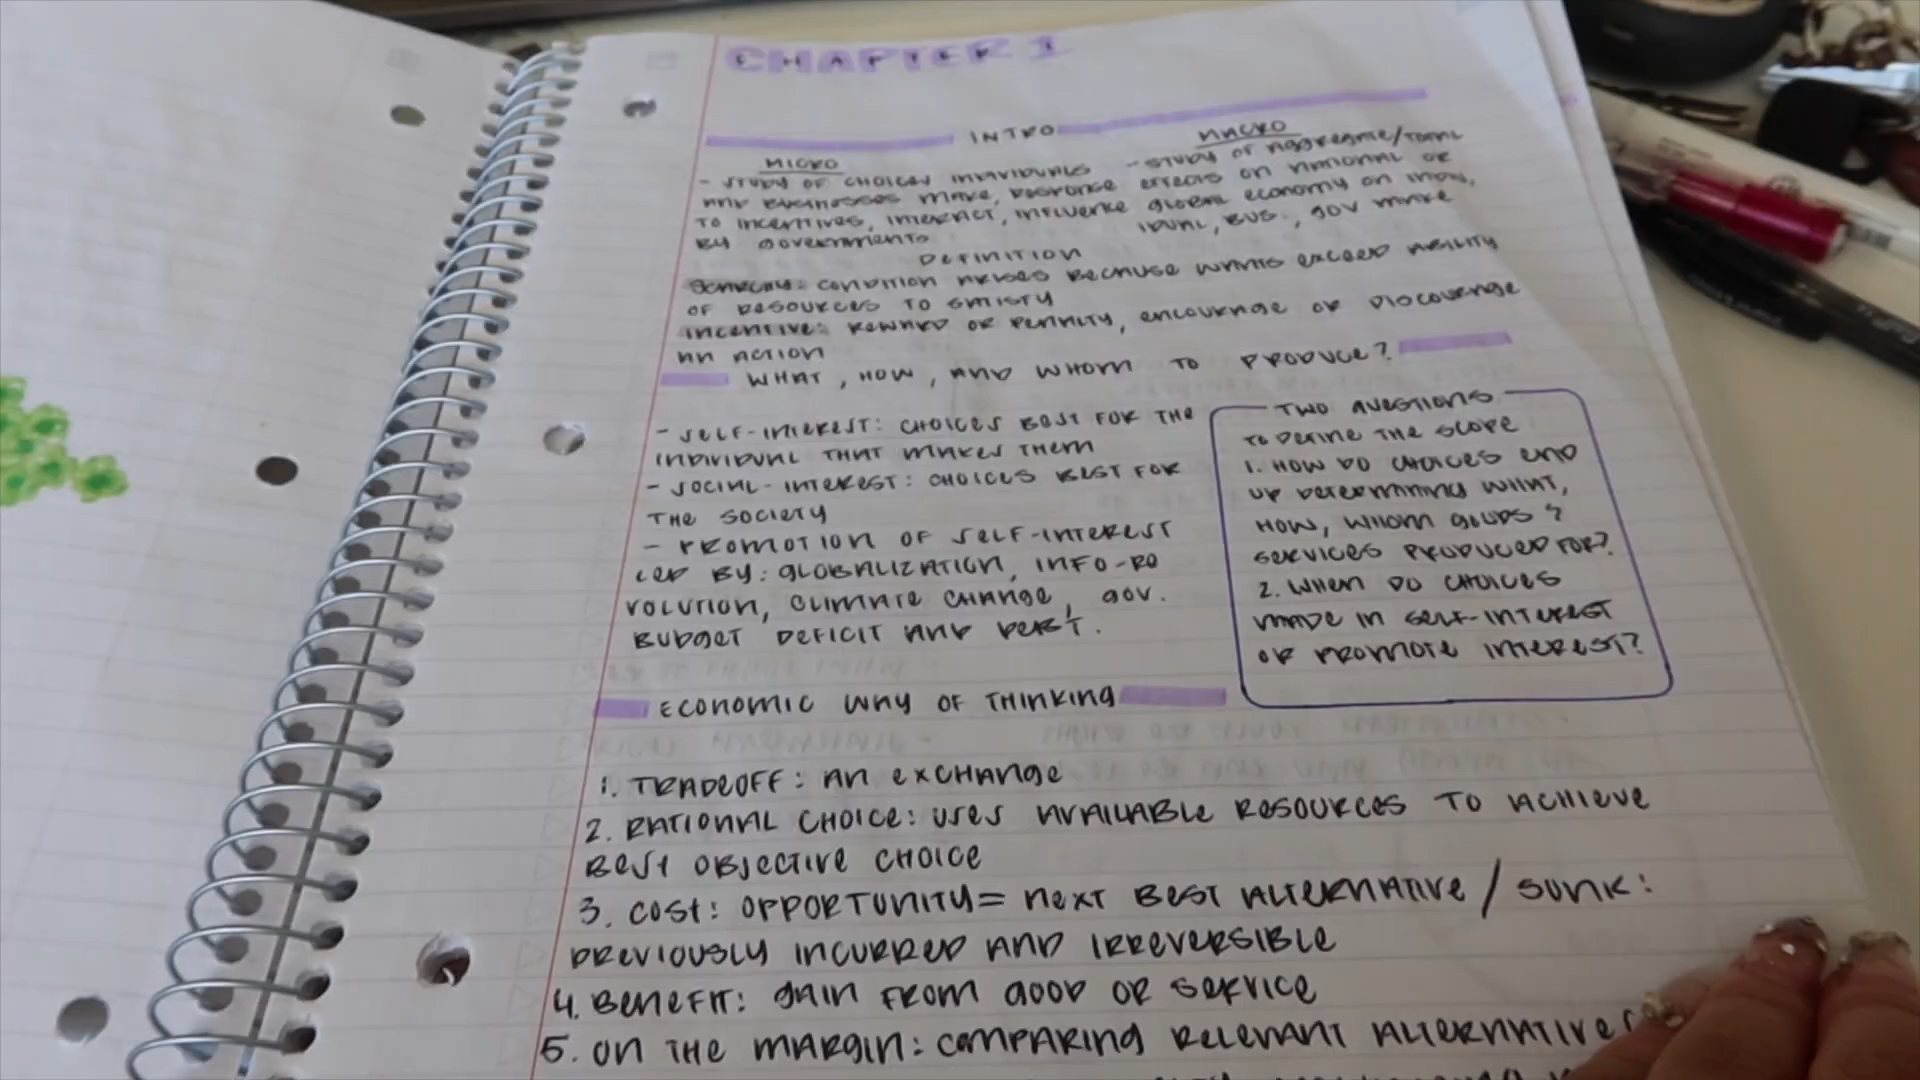 CHAPTER 1
INTRO
MICRO
- STUDY OF CHOICES INDIVIDUALS
AND BUSINESSES MAKE, RESPONSE
TO INCENTIVES, INTERACT, INFLUENCE
BY GOVERNMENTS
MACRO
- STUDY OF AGGREGATE/TOTAL
EFFECTS ON NATIONAL OR
GLOBAL ECONOMY ON INDIV,
IDUAL, BUS., GOV MAKE
DEFINITION
SCARCITY: CONDITION ARISES BECAUSE WANTS EXCEED ABILITY
OF RESOURCES TO SATISFY
INCENTIVE: REWARD OR PENALTY, ENCOURAGE OR DISCOURAGE
AN ACTION
WHAT, HOW, AND WHOM TO PRODUCE?
- SELF-INTEREST: CHOICES BEST FOR THE
INDIVIDUAL THAT MAKES THEM
- SOCIAL-INTEREST: CHOICES BEST FOR
THE SOCIETY
- PROMOTION OF SELF-INTEREST
LED BY: GLOBALIZATION, INFO-RO
VOLUTION, CLIMATE CHANGE, GOV.
BUDGET DEFICIT AND DEBT.
TWO QUESTIONS
TO DEFINE THE SCOPE
1. HOW DO CHOICES END
UP DETERMINING WHAT,
HOW, WHOM GOODS &
SERVICES PRODUCED FOR?
2. WHEN DO CHOICES
MADE IN SELF-INTEREST
OR PROMOTE INTEREST?
ECONOMIC WAY OF THINKING
1. TRADEOFF: AN EXCHANGE
2. RATIONAL CHOICE: USES AVAILABLE RESOURCES TO ACHIEVE
BEST OBJECTIVE CHOICE
3. COST: OPPORTUNITY= NEXT BEST ALTERNATIVE / SUNK:
PREVIOUSLY INCURRED AND IRREVERSIBLE
4. BENEFIT: GAIN FROM GOOD OR SERVICE
5. ON THE MARGIN: COMPARING RELEVANT ALTERNATIVES